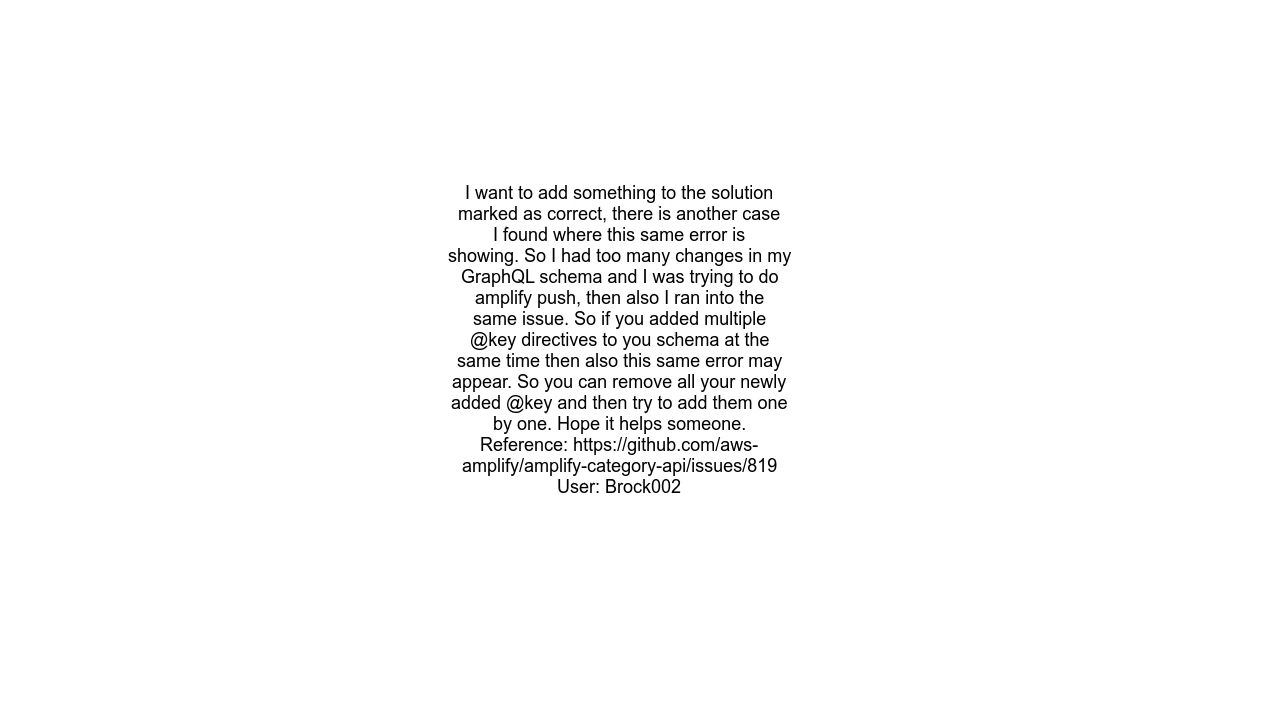 I want to add something to the solution
marked as correct, there is another case
I found where this same error is
showing. So I had too many changes in my
GraphQL schema and I was trying to do
amplify push, then also I ran into the
same issue. So if you added multiple
@key directives to you schema at the
same time then also this same error may
appear. So you can remove all your newly
added @key and then try to add them one
by one. Hope it helps someone.
Reference: https://github.com/aws-
amplify/amplify-category-api/issues/819
User: Brock002